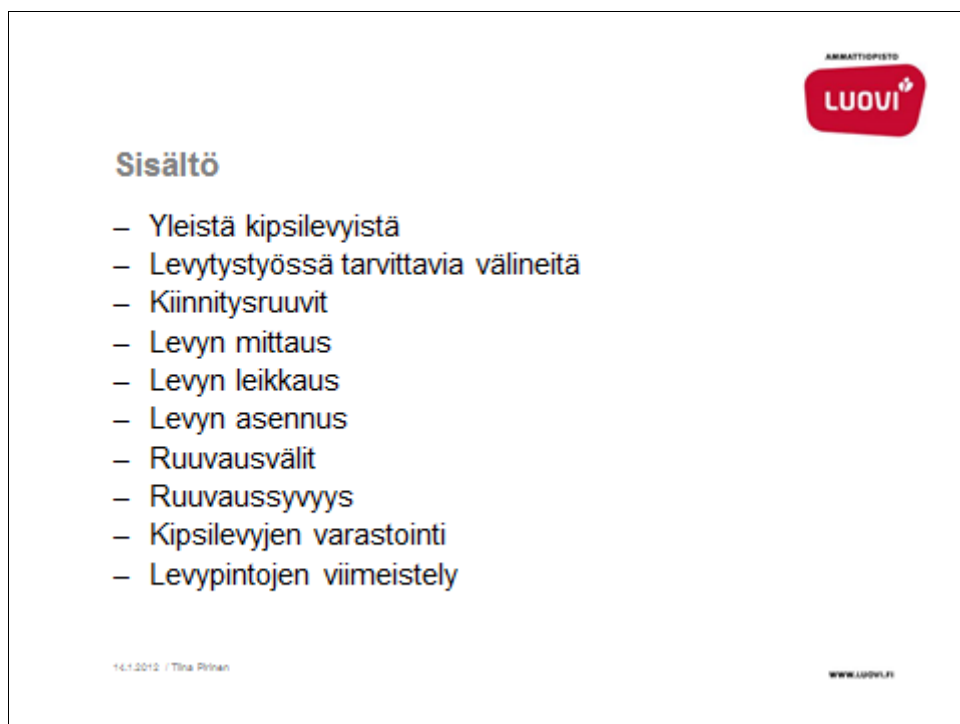 AMMATTIOPISTO
LUOVI
Sisältö
– Yleistä kipsilevyistä
– Levytystyössä tarvittavia välineitä
– Kiinnitysruuvit
– Levyn mittaus
– Levyn leikkaus
– Levyn asennus
– Ruuvausvälit
– Ruuvaussyvyys
– Kipsilevyjen varastointi
– Levypintojen viimeistely
14.1.2012 / Tiina Pirinen
WWW.LUOVI.FI